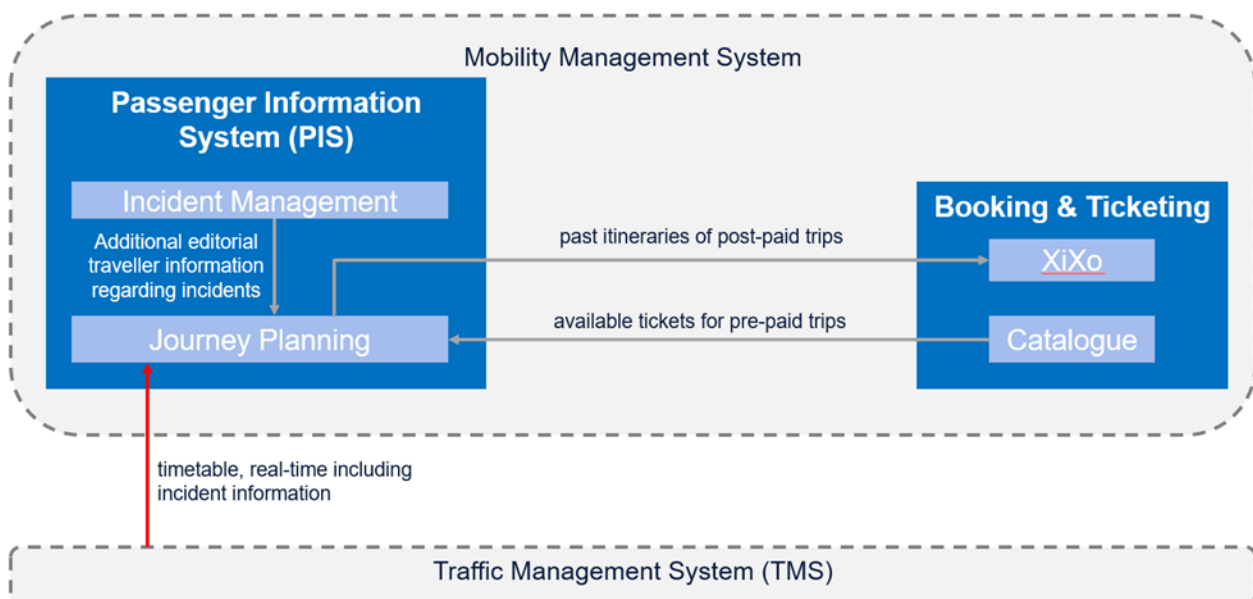 Mobility Management System
Passenger Information
System (PIS)
Incident Management
Additional editorial
traveller information
regarding incidents
Journey Planning
past itineraries of post-paid trips
available tickets for pre-paid trips
Booking & Ticketing
XiXo
Catalogue
timetable, real-time including
incident information
Traffic Management System (TMS)